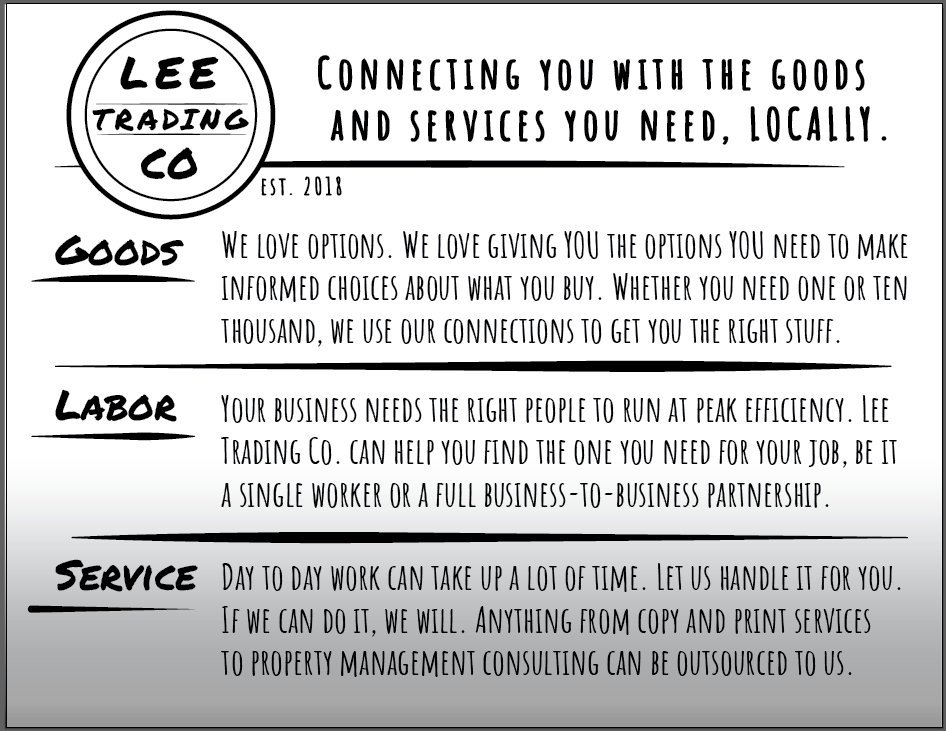 LEE
TRADING
CO
Connecting you with the goods
and services you need, LOCALLY.
est. 2018
Goods
We love options. We love giving YOU the options YOU need to make
informed choices about what you buy. Whether you need one or ten
thousand, we use our connections to get you the right stuff.
Labor
Your business needs the right people to run at peak efficiency. Lee
Trading Co. can help you find the one you need for your job, be it
a single worker or a full business-to-business partnership.
Service
Day to day work can take up a lot of time. Let us handle it for you.
If we can do it, we will. Anything from copy and print services
to property management consulting can be outsourced to us.